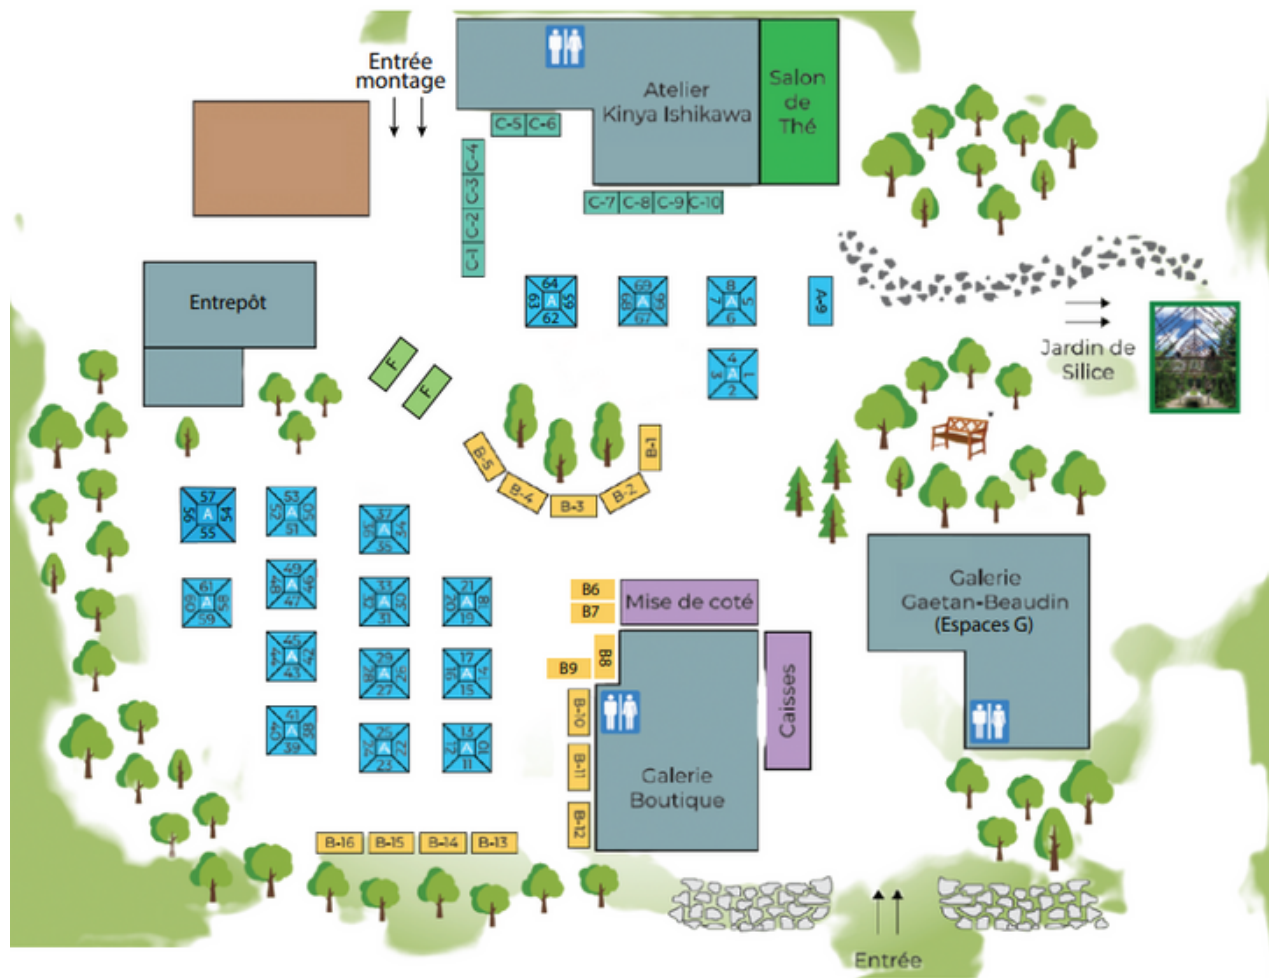 Entrée
montage
Atelier
Kinya Ishikawa
Salon
de
Thé
C-5 C-6
C-4
C-3
C-2
C-1
C-7 C-8 C-9 C-10
Entrepôt
64
63 A 65
62
69
68 A 66
67
8
7 A 5
6
A-9
4
3 A 1
2
Jardin de
Silice
F
F
B-5
B-4
B-3
B-2
B-1
57
56 A 54
55
53
52 A 50
51
37
36 A 34
35
61
60 A 58
59
49
48 A 46
47
33
32 A 30
31
21
20 A 18
19
45
44 A 42
43
29
28 A 26
27
17
16 A 14
15
41
40 A 38
39
25
24 A 22
23
13
12 A 10
11
B6
B7
Mise de coté
B8
B9
B-10
B-11
B-12
Caisses
Galerie
Boutique
Galerie
Gaetan-Beaudin
(Espaces G)
B-16 B-15 B-14 B-13
Entrée